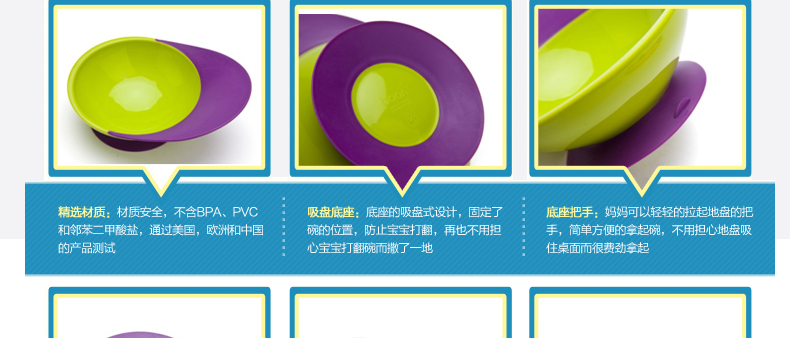 精选材质：材质安全，不含BPA、PVC
和邻苯二甲酸盐，通过美国，欧洲和中国
的产品测试
吸盘底座：底座的吸盘式设计，固定了
碗的位置，防止宝宝打翻，再也不用担
心宝宝打翻碗而撒了一地
底座把手：妈妈可以轻轻的拉起地盘的把
手，简单方便的拿起碗，不用担心地盘吸
住桌面而很费劲拿起